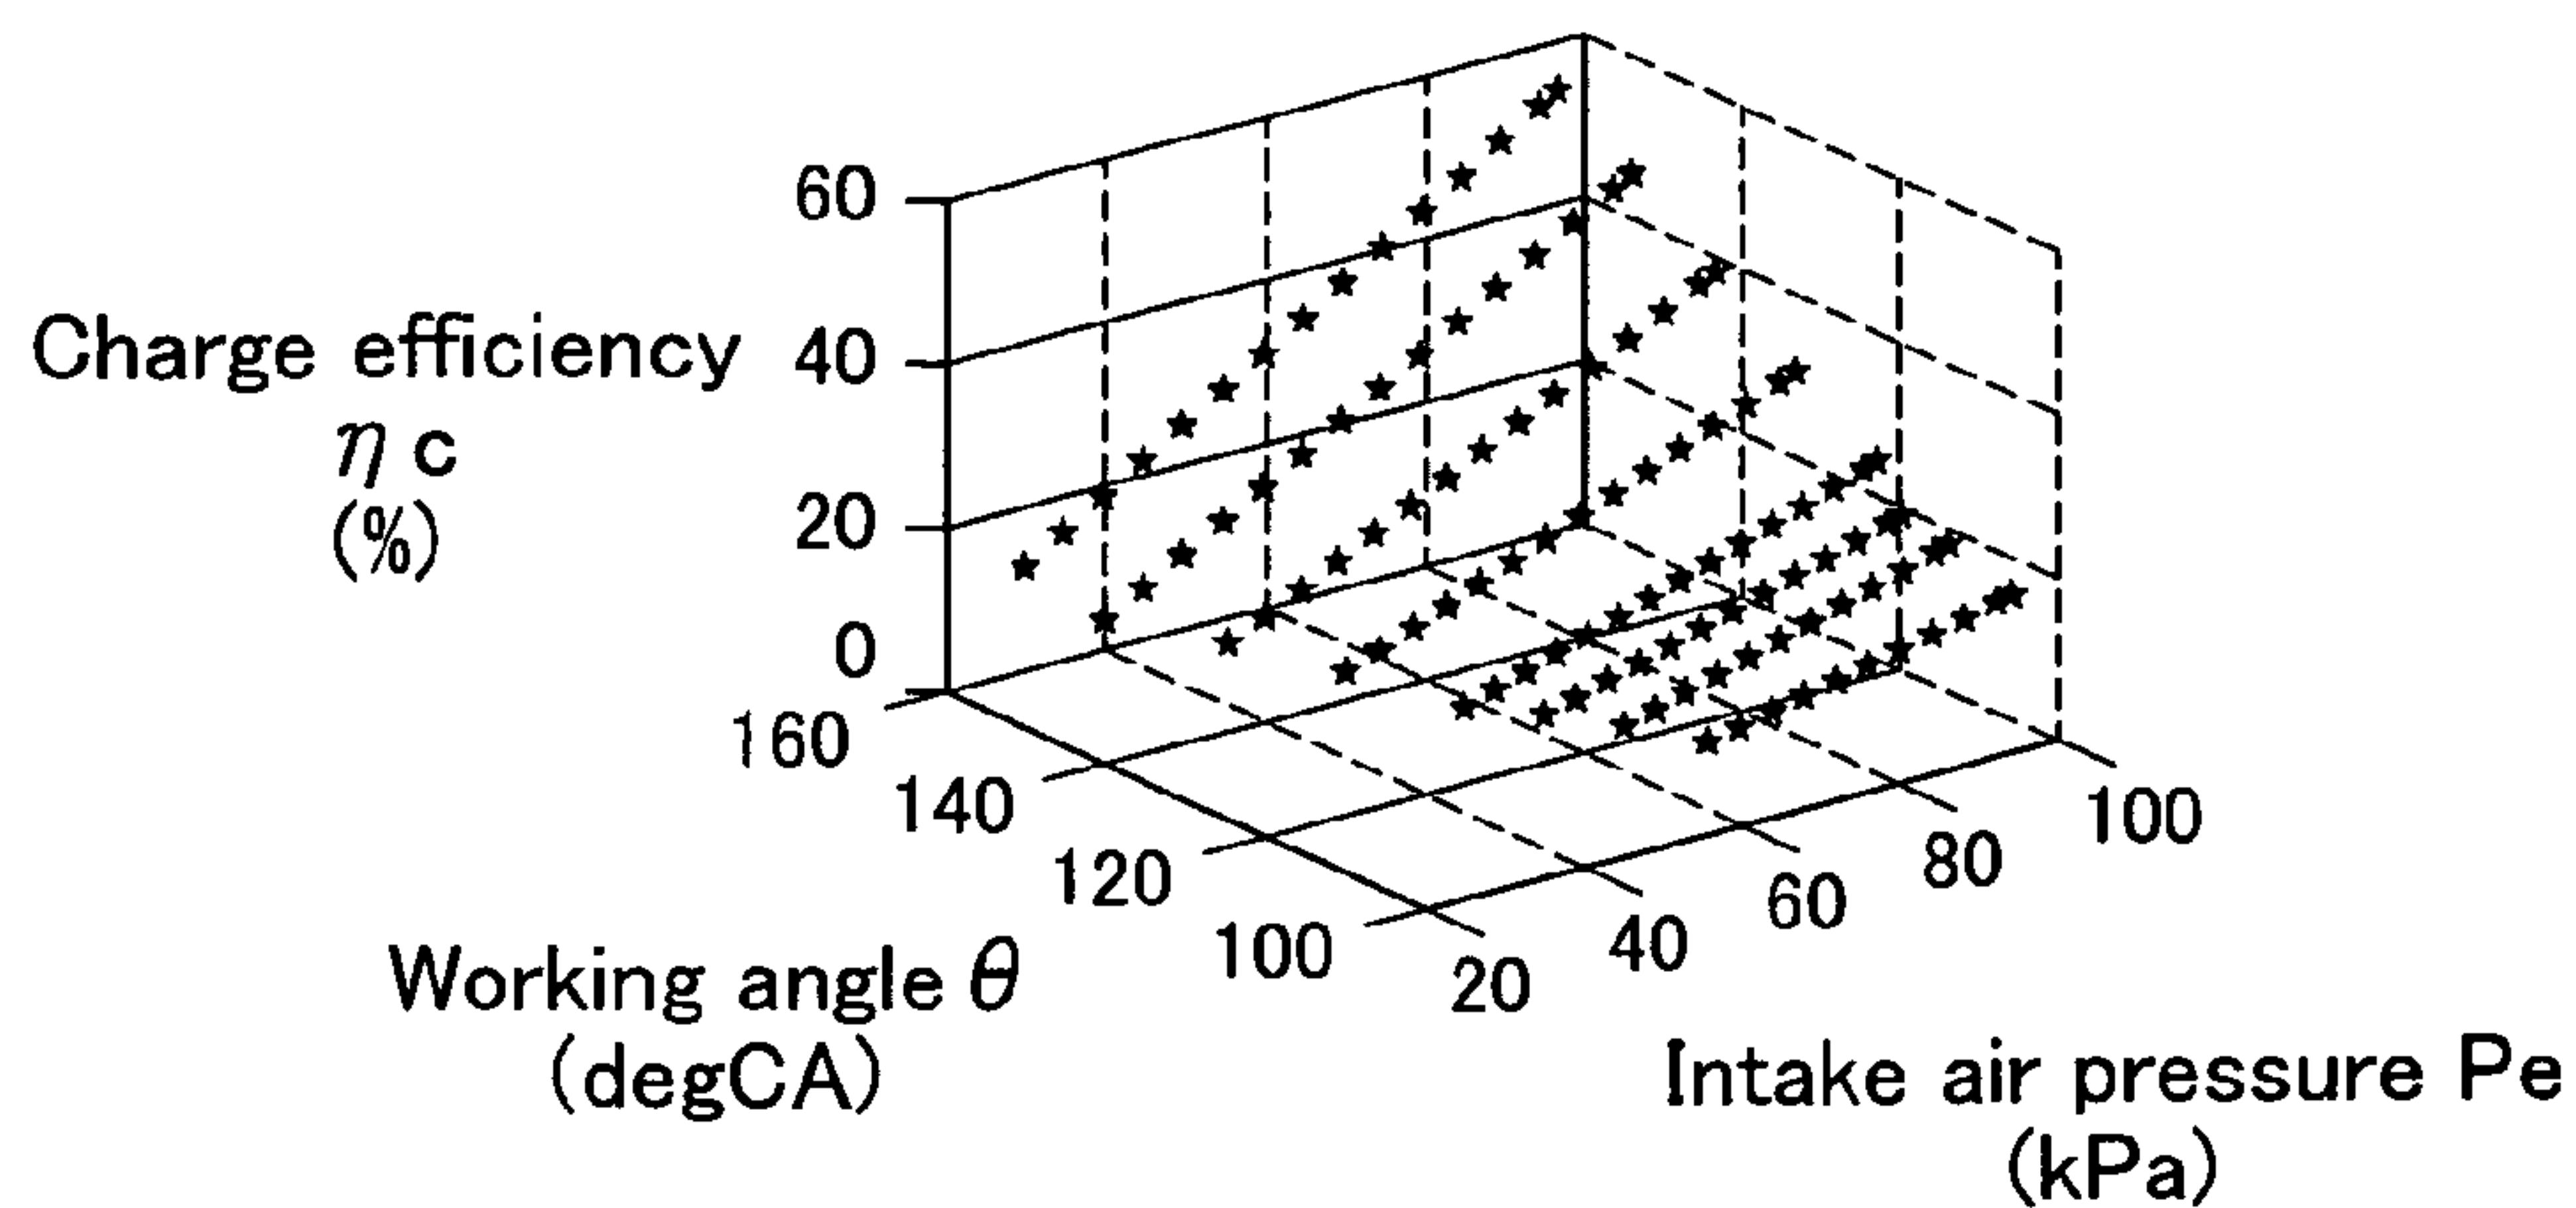 60
40
20
0
Charge efficiency
η c
(%)
160
140
120
100
Working angle θ
(degCA)
20
40
60
80
100
Intake air pressure Pe
(kPa)